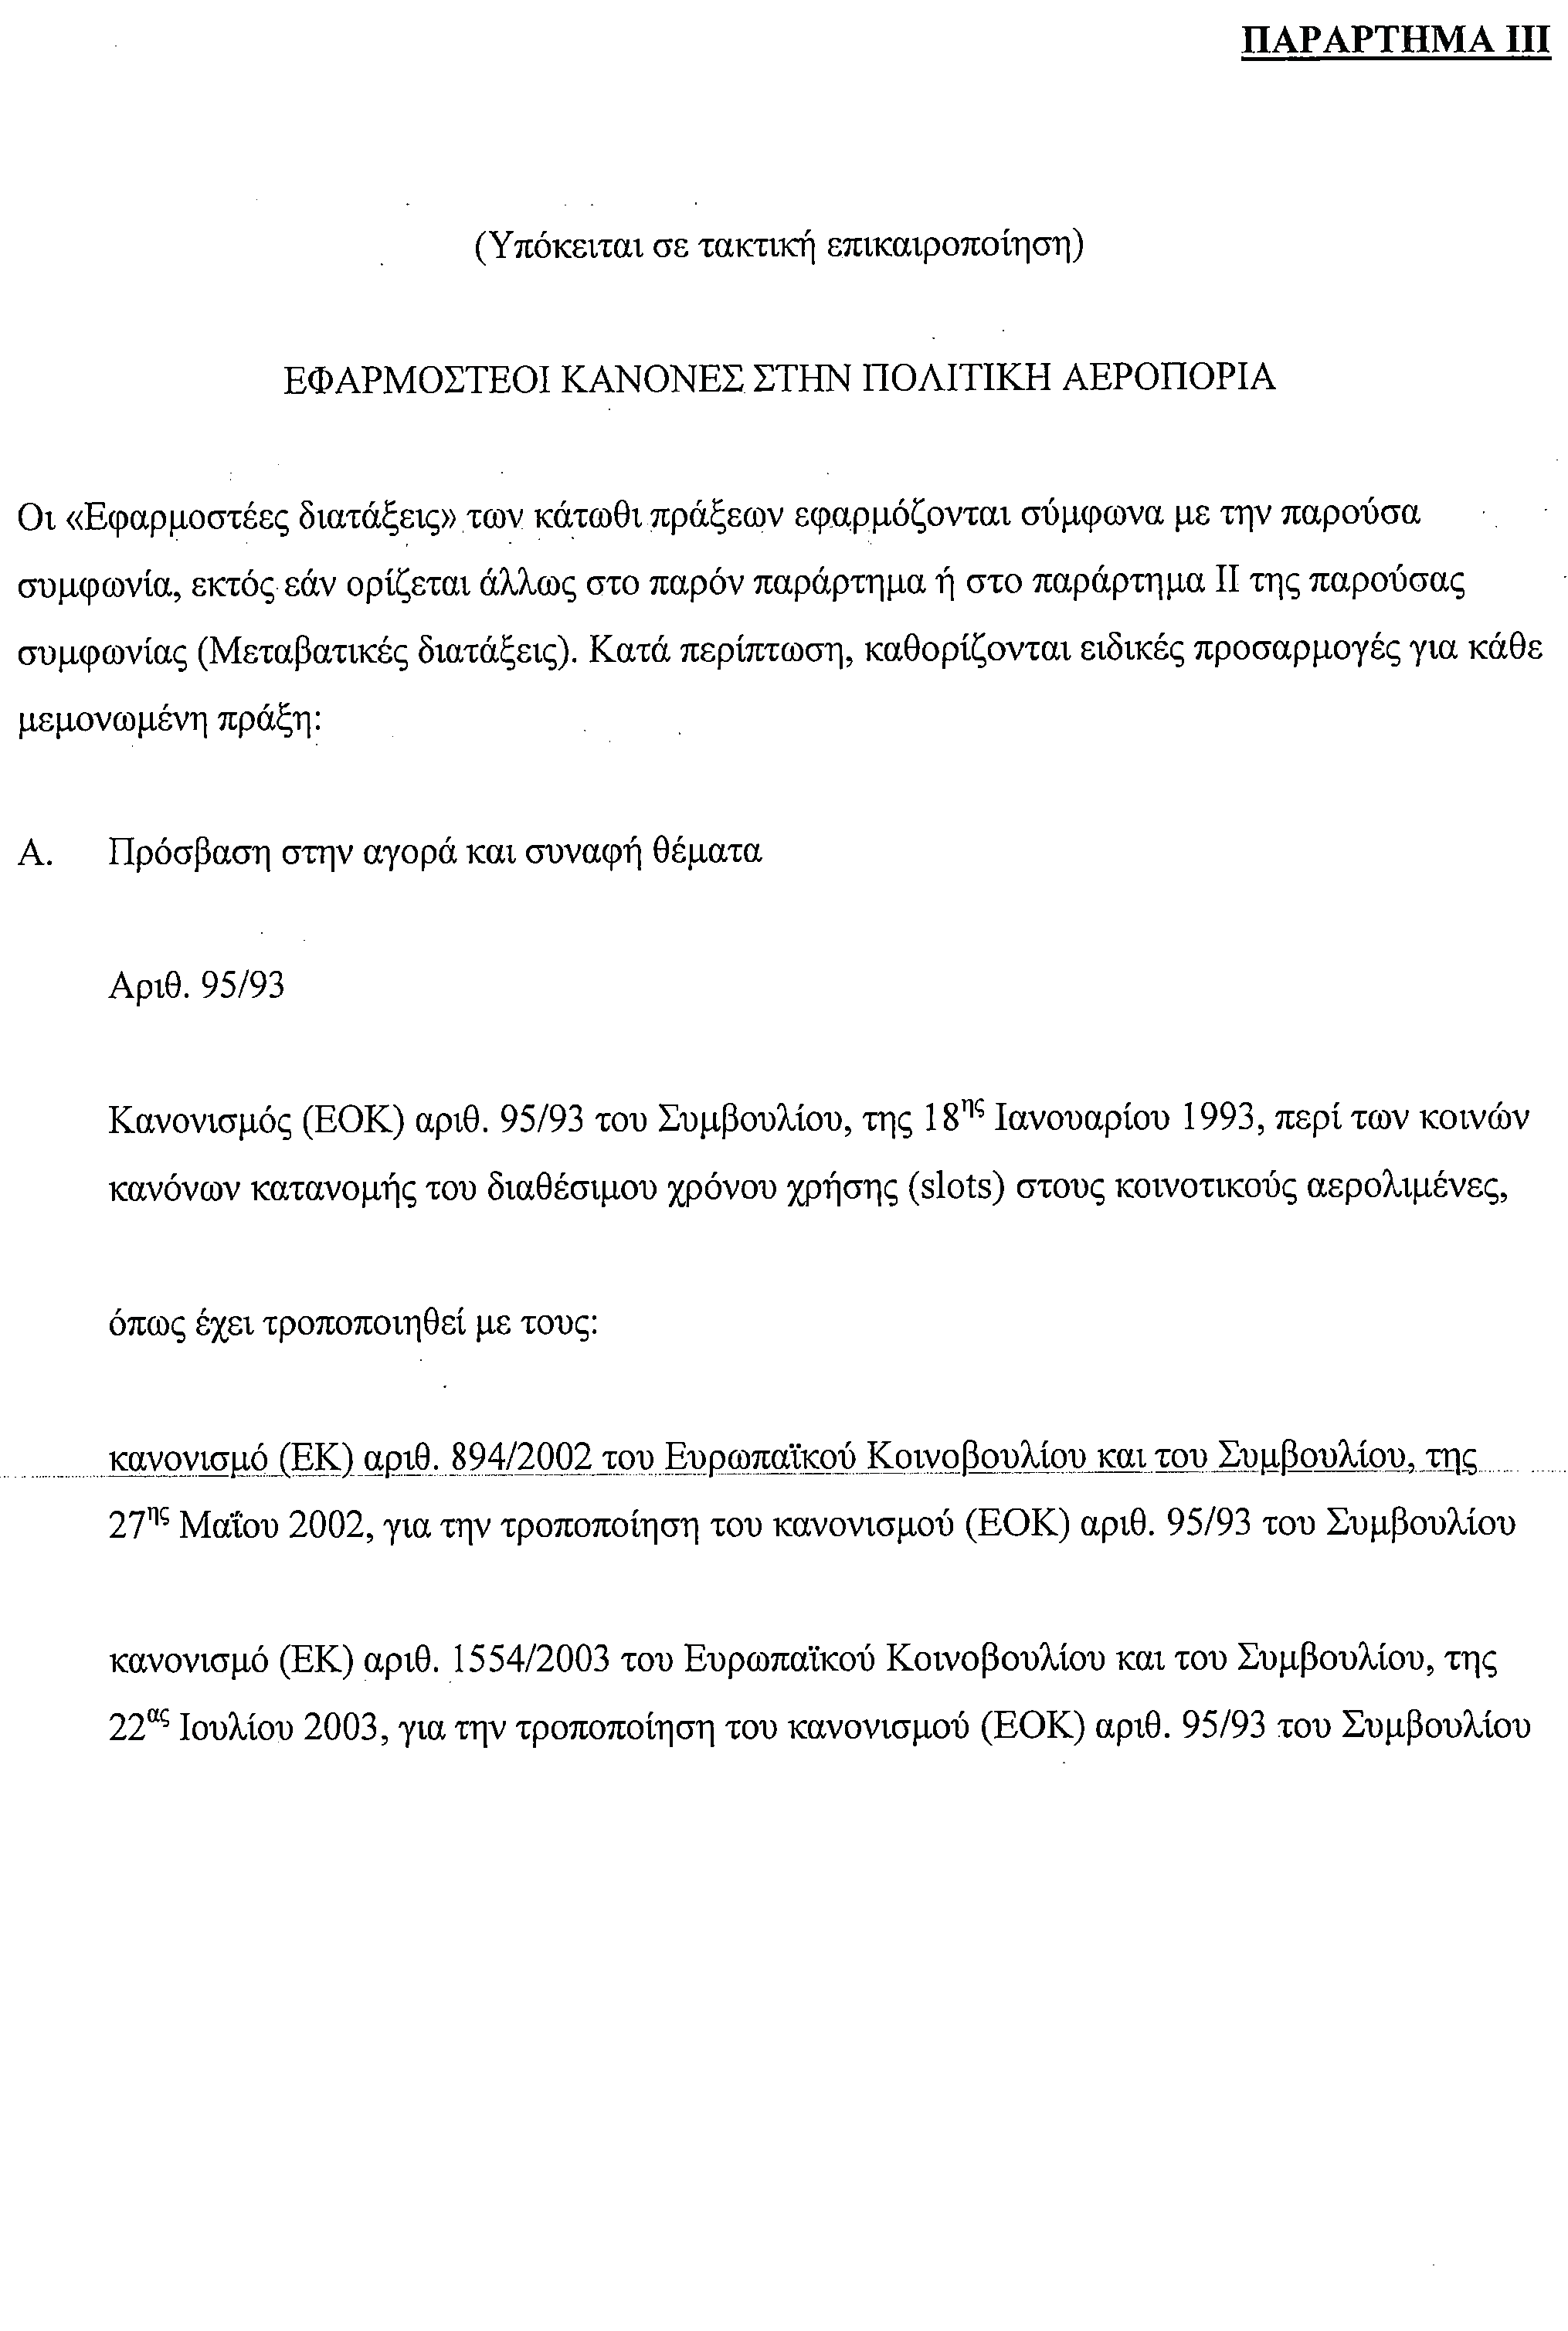 ΠΑΡΑΡΤΗΜΑ ΙΙΙ
(Υπόκειται σε τακτική επικαιροποίηση)
ΕΦΑΡΜΟΣΤΕΟΙ ΚΑΝΟΝΕΣ ΣΤΗΝ ΠΟΛΙΤΙΚΗ ΑΕΡΟΠΟΡΙΑ
Οι «Εφαρμοστέες διατάξεις» των κάτωθι πράξεων εφαρμόζονται σύμφωνα με την παρούσα
συμφωνία, εκτός εάν ορίζεται άλλως στο παρόν παράρτημα ή στο παράρτημα ΙΙ της παρούσας
συμφωνίας (Μεταβατικές διατάξεις). Κατά περίπτωση, καθορίζονται ειδικές προσαρμογές για κάθε
μεμονωμένη πράξη:
Α. Πρόσβαση στην αγορά και συναφή θέματα
Αριθ. 95/93
Κανονισμός (ΕΟΚ) αριθ. 95/93 του Συμβουλίου, της 18ης Ιανουαρίου 1993, περί των κοινών
κανόνων κατανομής του διαθέσιμου χρόνου χρήσης (slots) στους κοινοτικούς αερολιμένες,
όπως έχει τροποποιηθεί με τους:
κανονισμό (ΕΚ) αριθ. 894/2002 του Ευρωπαϊκού Κοινοβουλίου και του Συμβουλίου, της
27ης Μαΐου 2002, για την τροποποίηση του κανονισμού (ΕΟΚ) αριθ. 95/93 του Συμβουλίου
κανονισμό (ΕΚ) αριθ. 1554/2003 του Ευρωπαϊκού Κοινοβουλίου και του Συμβουλίου, της
22ας Ιουλίου 2003, για την τροποποίηση του κανονισμού (ΕΟΚ) αριθ. 95/93 του Συμβουλίου